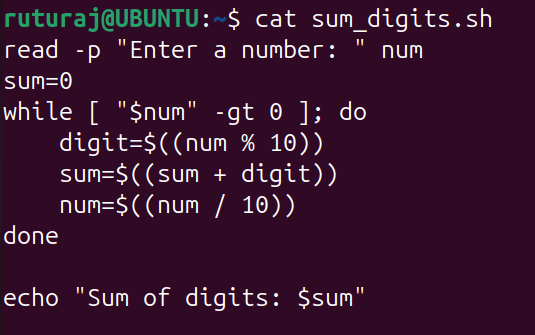 ruturaj@UBUNTU:~$ cat sum_digits.sh
read -p "Enter a number: " num
sum=0
while [ "$num" -gt 0 ]; do
    digit=$((num % 10))
    sum=$((sum + digit))
    num=$((num / 10))
done

echo "Sum of digits: $sum"